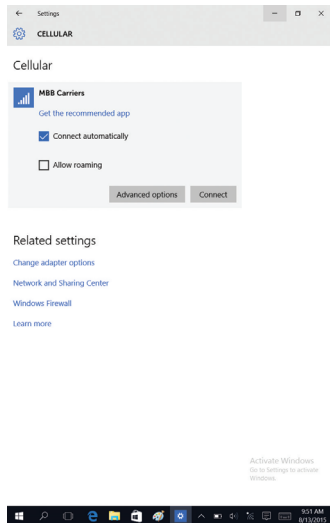 Settings
CELLULAR
Cellular
MBB Carriers
Get the recommended app
Connect automatically
Allow roaming
Advanced options
Connect
Related settings
Change adapter options
Network and Sharing Center
Windows Firewall
Learn more
Activate Windows
Go to Settings to activate
Windows.
9:51 AM
8/13/2015